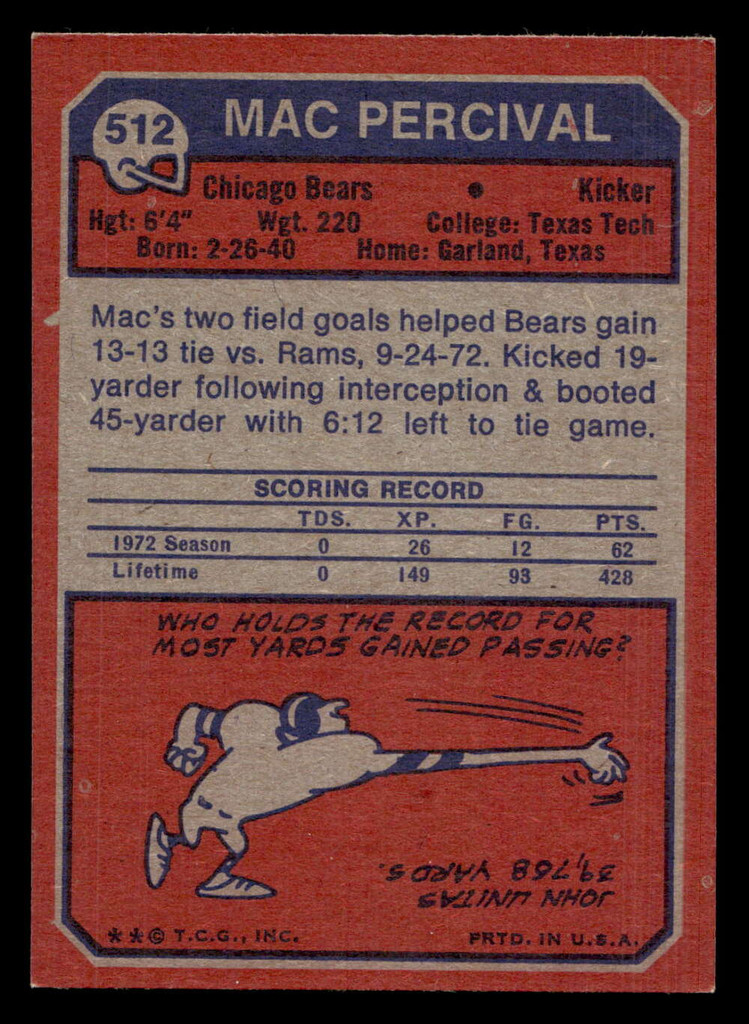 512
MAC PERCIVAL
Chicago Bears • Kicker
Hgt: 6'4" Wgt. 220 College: Texas Tech
Born: 2-26-40 Home: Garland, Texas
Mac's two field goals helped Bears gain
13-13 tie vs. Rams, 9-24-72. Kicked 19-
yarder following interception & booted
45-yarder with 6:12 left to tie game.
SCORING RECORD
TDS. XP. FG. PTS.
1972 Season 0 26 12 62
Lifetime 0 149 93 428
WHO HOLDS THE RECORD FOR
MOST YARDS GAINED PASSING?
JOHN UNITAS
39,768
YARDS.
** © T.C.G., INC. PRTD. IN U.S.A.